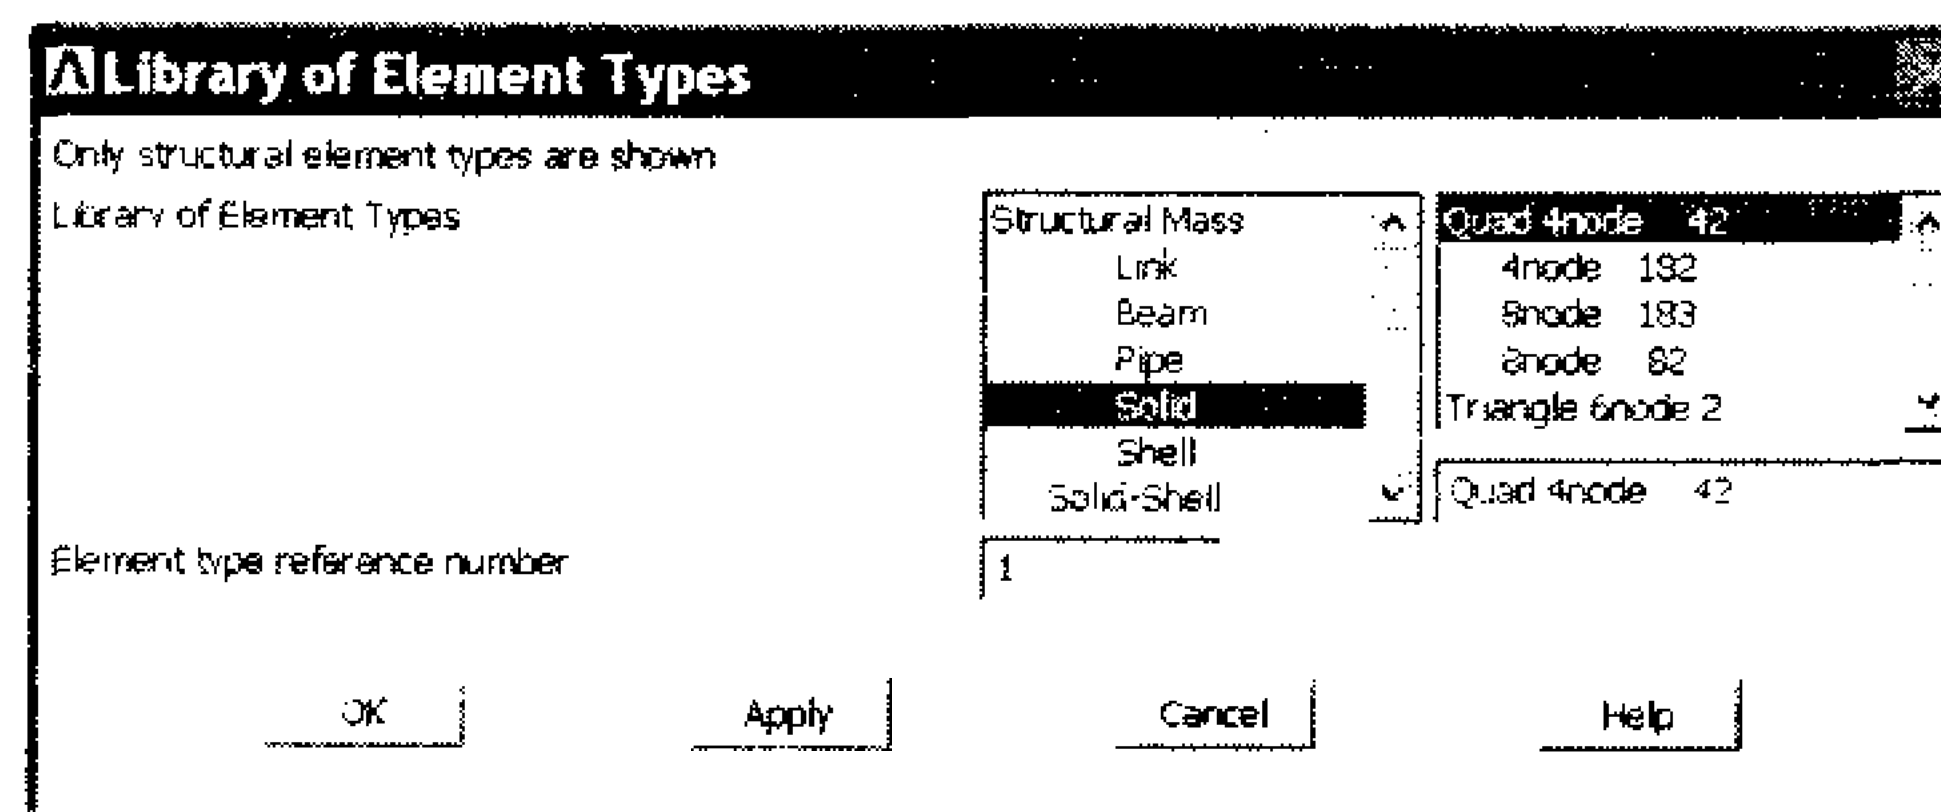 Library of Element Types
Only structural element types are shown
Library of Element Types
Structural Mass
Link
Beam
Pipe
Solid
Shell
Solid-Shell
Quad 4node 42
4node 182
8node 183
8node 82
Triangle 6node 2
Quad 4node 42
Element type reference number
1
OK
Apply
Cancel
Help